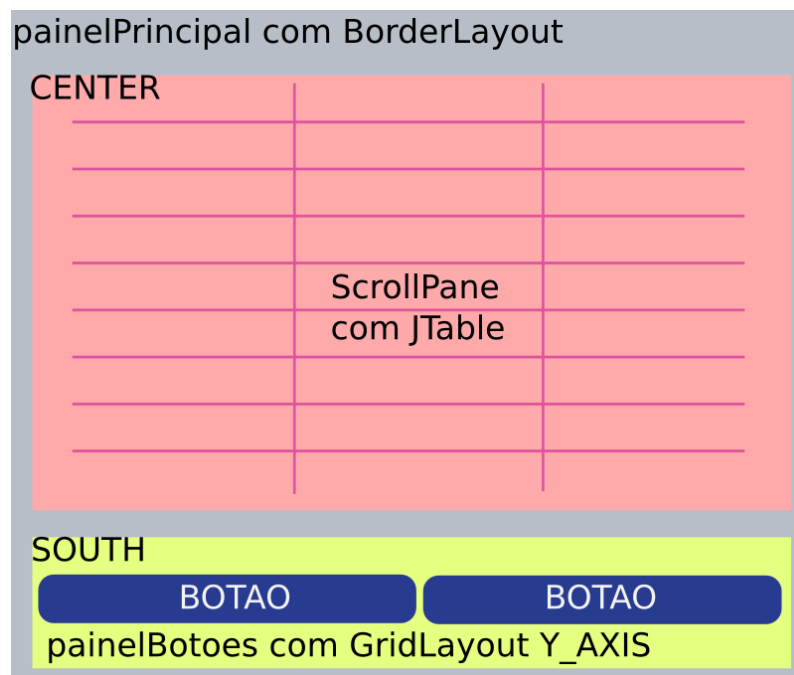 painelPrincipal com BorderLayout
CENTER
ScrollPane
com JTable
SOUTH
BOTAO BOTAO
painelBotoes com GridLayout Y_AXIS